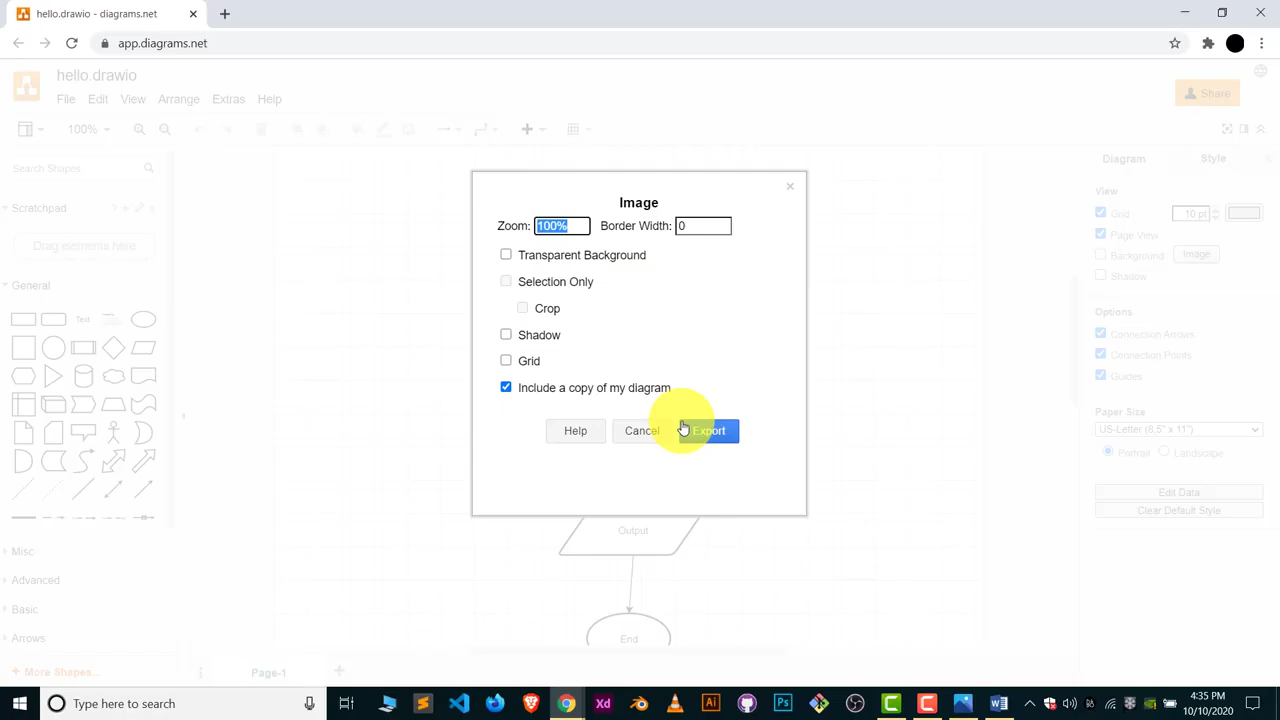 hello.drawio - diagrams.net
app.diagrams.net
hello.drawio
File Edit View Arrange Extras Help
Share
100%
Search Shapes
Scratchpad
Drag elements here
General
Text
Misc
Advanced
Basic
Arrows
More Shapes...
Page-1
Image
Zoom: 100% Border Width: 0
Transparent Background
Selection Only
Crop
Shadow
Grid
Include a copy of my diagram
Help Cancel Export
Output
End
Diagram Style
View
Grid 10 pt
Page View
Background Image
Shadow
Options
Connection Arrows
Connection Points
Guides
Paper Size
US-Letter (8,5" x 11")
Portrait Landscape
Edit Data
Clear Default Style
Type here to search
Xd Ai Ps
4:35 PM
10/10/2020